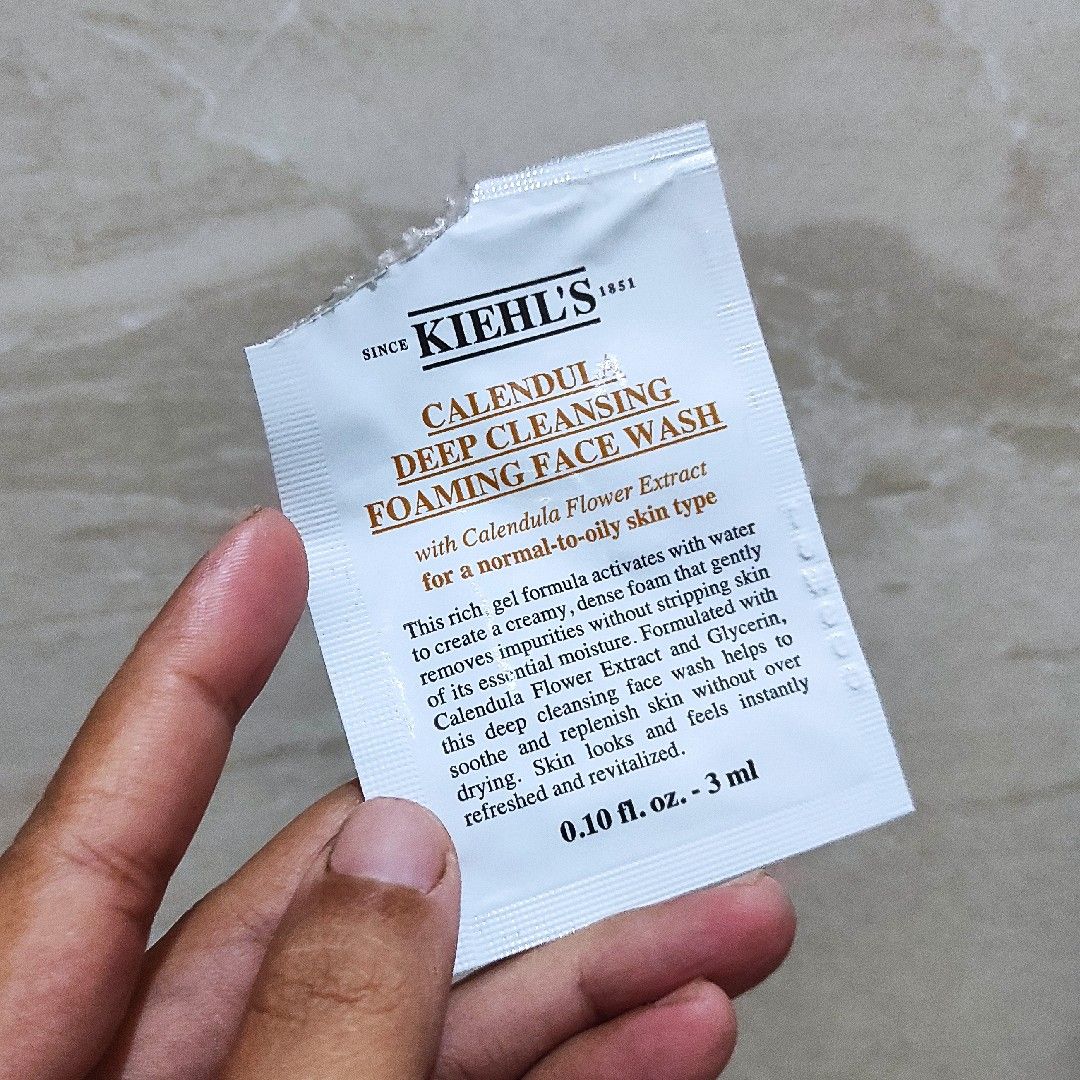 SINCE KIEHL'S 1851
CALENDULA
DEEP CLEANSING
FOAMING FACE WASH
with Calendula Flower Extract
for a normal-to-oily skin type
This rich, gel formula activates with water
to create a creamy, dense foam that gently
removes impurities without stripping skin
of its essential moisture. Formulated with
Calendula Flower Extract and Glycerin,
this deep cleansing face wash helps to
soothe and replenish skin without over
drying. Skin looks and feels instantly
refreshed and revitalized.
0.10 fl. oz. - 3 ml